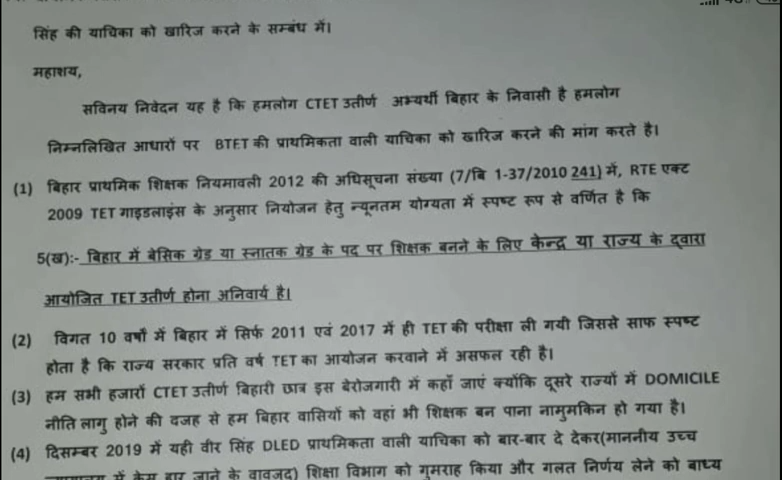 सिंह की याचिका को खारिज करने के सम्बंध में।
महाशय,
सविनय निवेदन यह है कि हमलोग CTET उतीर्ण अभ्यर्थी बिहार के निवासी है हमलोग
निम्नलिखित आधारों पर BTET की प्राथमिकता वाली याचिका को खारिज करने की मांग करते है।
(1) बिहार प्राथमिक शिक्षक नियमावली 2012 की अधिसूचना संख्या (7/बि 1-37/2010 241) में, RTE एक्ट
2009 TET गाइडलाइंस के अनुसार नियोजन हेतु न्यूनतम योग्यता में स्पष्ट रूप से वर्णित है कि
5(ख):- बिहार में बेसिक ग्रेड या स्नातक ग्रेड के पद पर शिक्षक बनने के लिए केन्द्र या राज्य के द्वारा
आयोजित TET उतीर्ण होना अनिवार्य है।
(2) विगत 10 वर्षों में बिहार में सिर्फ 2011 एवं 2017 में ही TET की परीक्षा ली गयी जिससे साफ स्पष्ट
होता है कि राज्य सरकार प्रति वर्ष TET का आयोजन करवाने में असफल रही है।
(3) हम सभी हजारों CTET उतीर्ण बिहारी छात्र इस बेरोजगारी में कहाँ जाएं क्योंकि दूसरे राज्यों में DOMICILE
नीति लागु होने की वजह से हम बिहार वासियों को वहां भी शिक्षक बन पाना नामुमकिन हो गया है।
(4) दिसम्बर 2019 में यही वीर सिंह DLED प्राथमिकता वाली याचिका को बार-बार दे देकर(माननीय उच्च
में केस हार जाने के वावजूद) शिक्षा विभाग को गुमराह किया और गलत निर्णय लेने को बाध्य